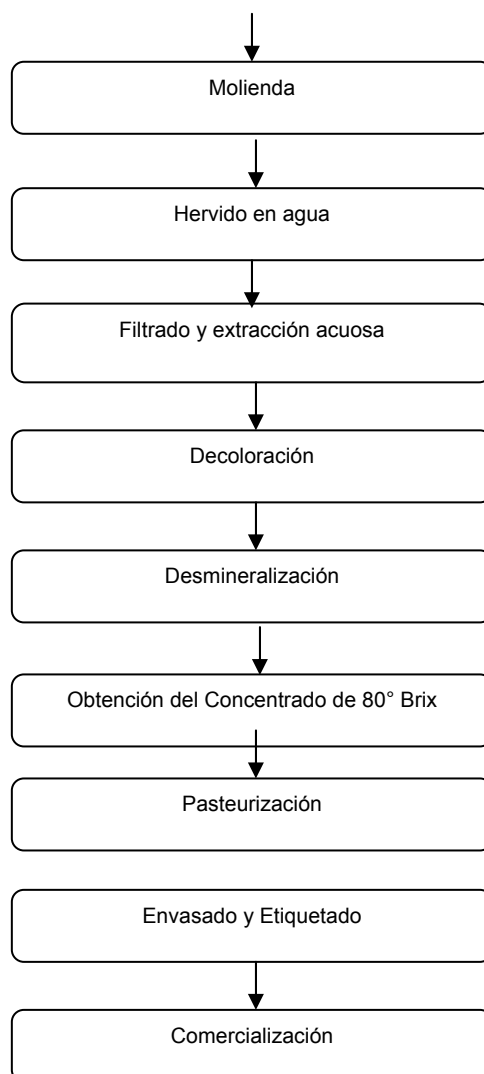 Molienda
Hervido en agua
Filtrado y extracción acuosa
Decoloración
Desmineralización
Obtención del Concentrado de 80° Brix
Pasteurización
Envasado y Etiquetado
Comercialización